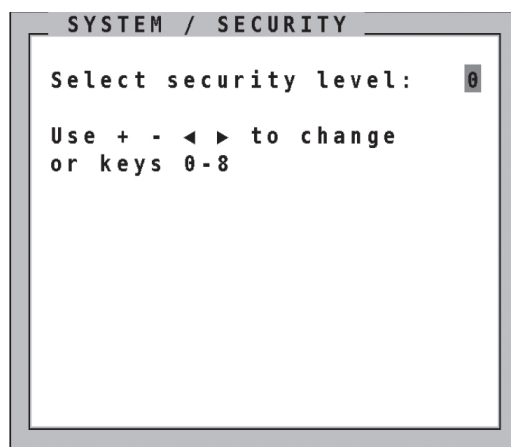 SYSTEM / SECURITY
Select security level: 0
Use + - ◄ ► to change
or keys 0-8